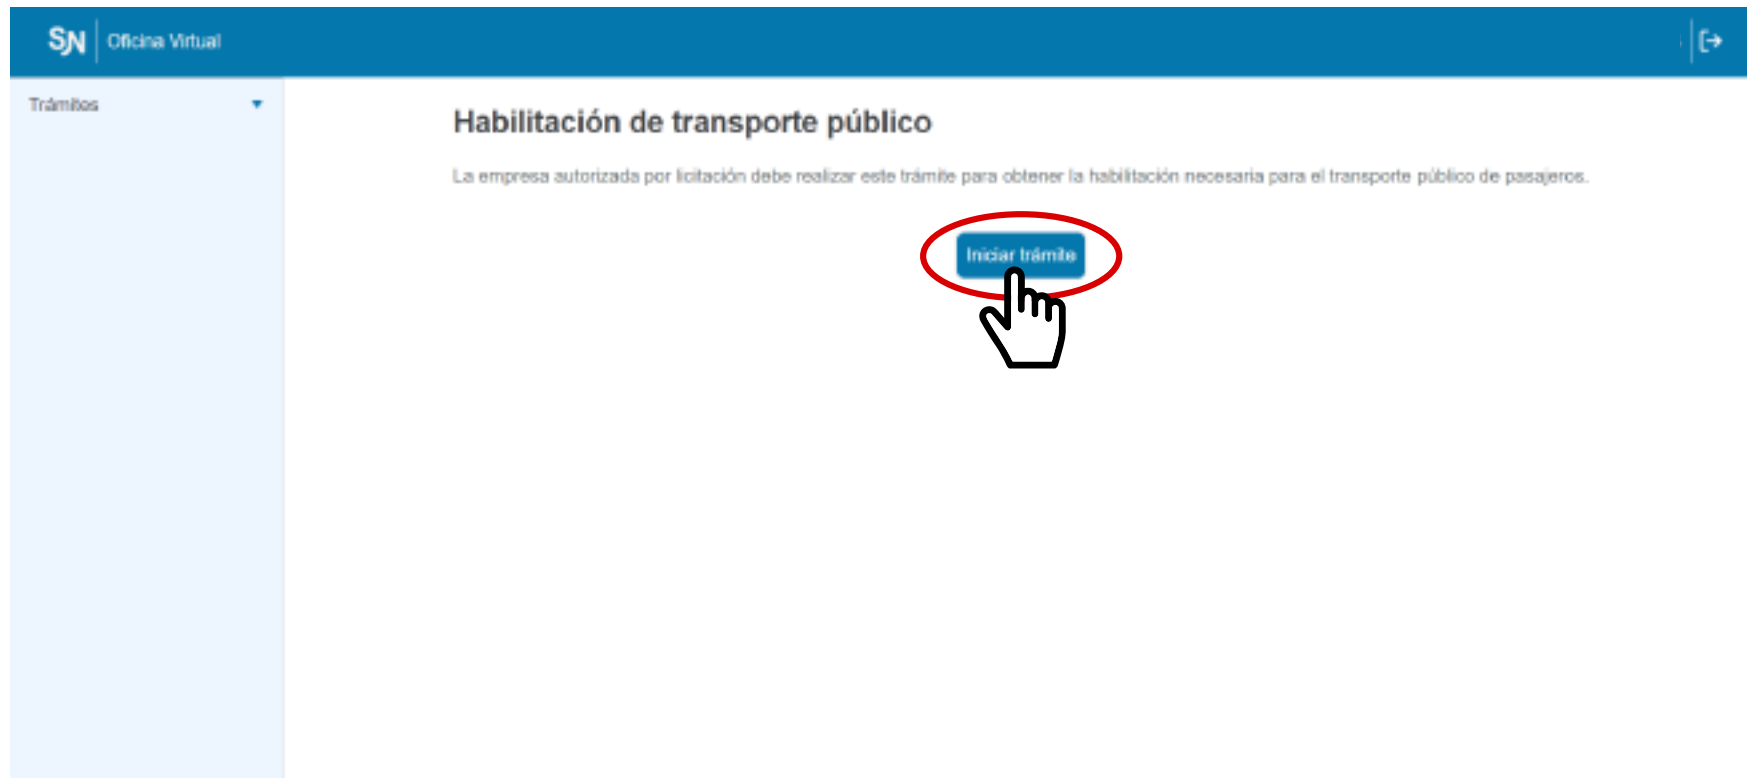 SN Oficina Virtual
Trámites
Habilitación de transporte público
La empresa autorizada por licitación debe realizar este trámite para obtener la habilitación necesaria para el transporte público de pasajeros.
Iniciar trámite